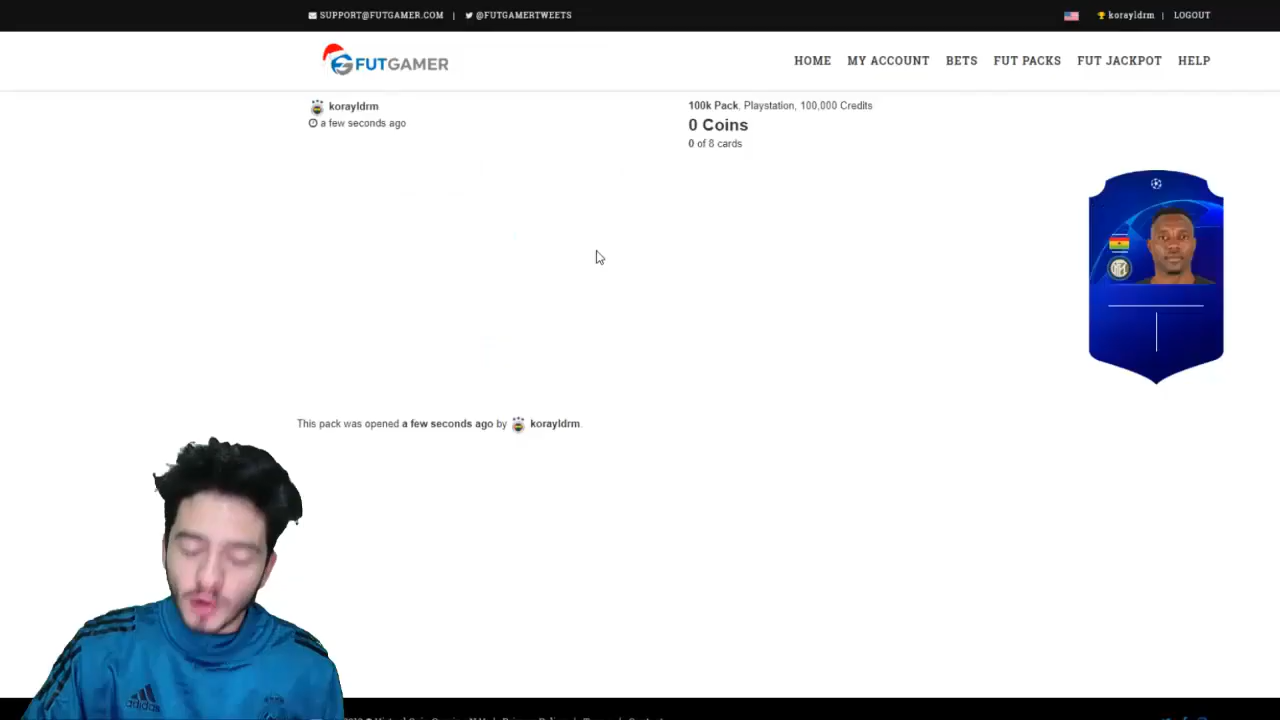 SUPPORT@FUTGAMER.COM | @FUTGAMERTWEETS
korayldrm | LOGOUT
FUTGAMER
HOME MY ACCOUNT BETS FUT PACKS FUT JACKPOT HELP
korayldrm
a few seconds ago
100k Pack, Playstation, 100,000 Credits
0 Coins
0 of 8 cards
This pack was opened a few seconds ago by korayldrm.
adidas